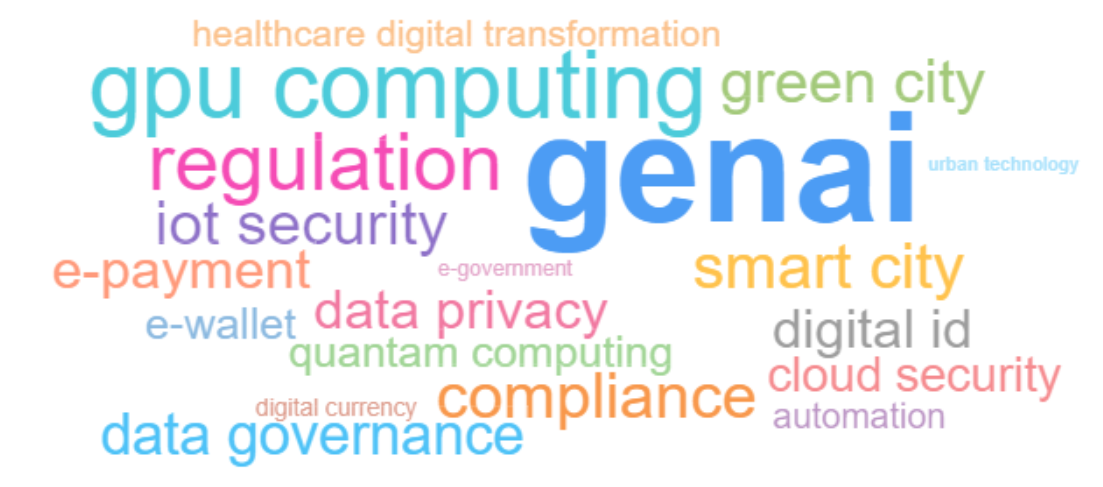 healthcare digital transformation
gpu computing
green city
regulation
genai
urban technology
iot security
e-payment
e-government
smart city
e-wallet
data privacy
digital id
quantam computing
cloud security
digital currency
compliance
automation
data governance